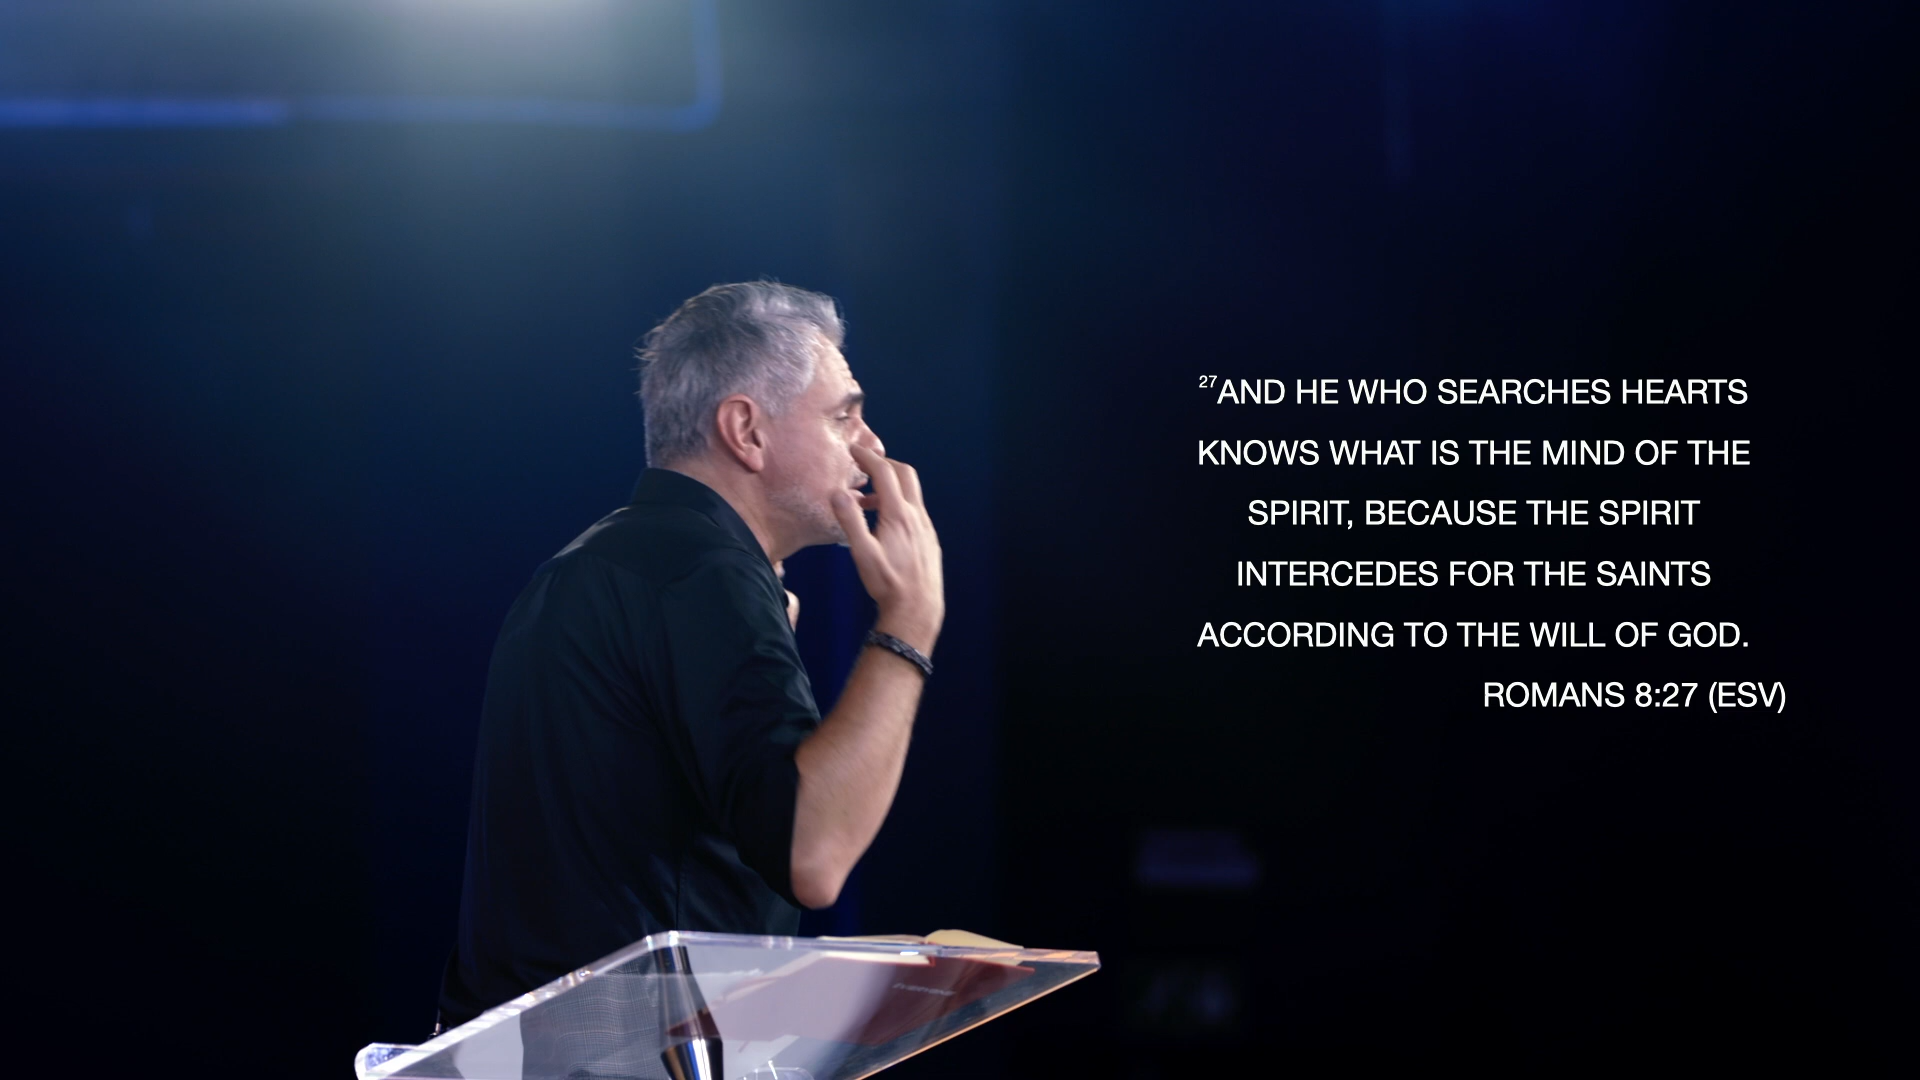 27AND HE WHO SEARCHES HEARTS
KNOWS WHAT IS THE MIND OF THE
SPIRIT, BECAUSE THE SPIRIT
INTERCEDES FOR THE SAINTS
ACCORDING TO THE WILL OF GOD.
ROMANS 8:27 (ESV)